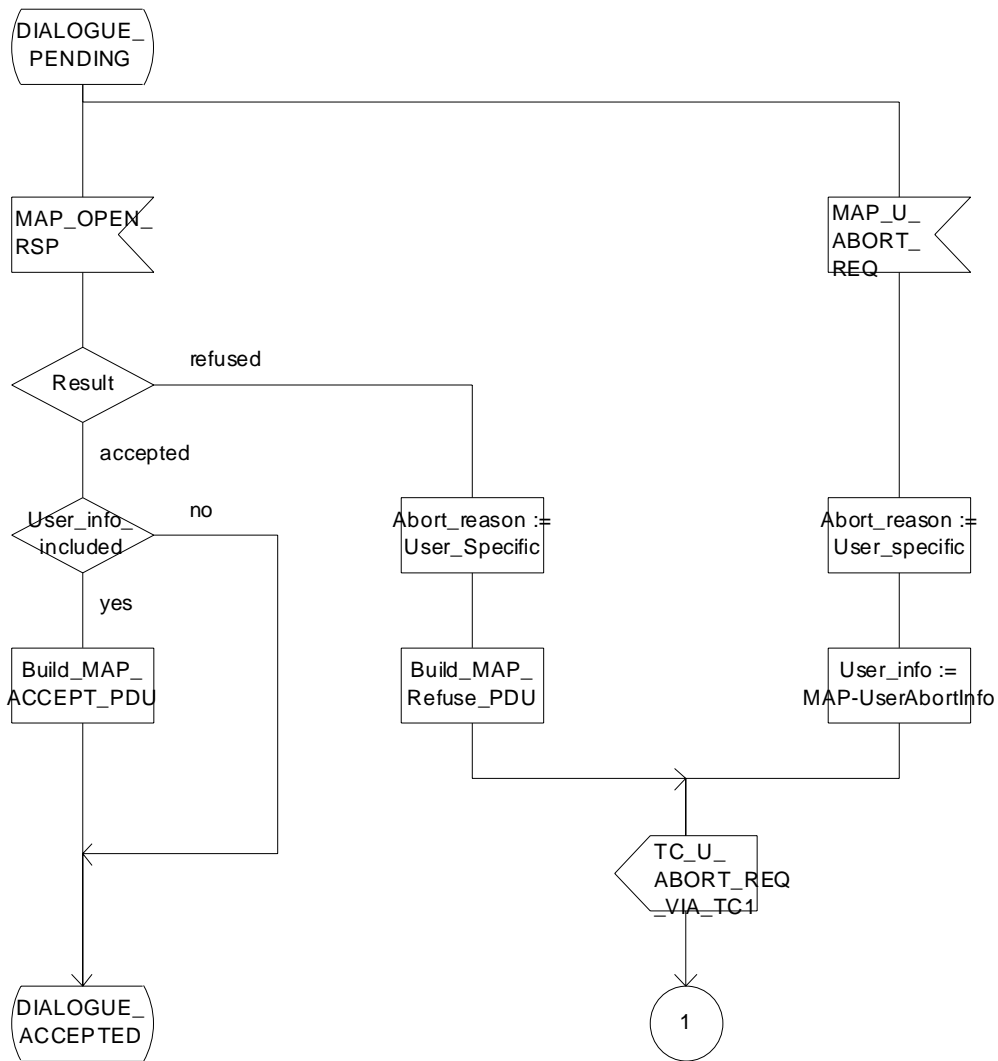 DIALOGUE_
PENDING
MAP_OPEN_
RSP
MAP_U_
ABORT_
REQ
Result
refused
accepted
User_info_
included
no
yes
Abort_reason :=
User_Specific
Abort_reason :=
User_specific
Build_MAP_
ACCEPT_PDU
Build_MAP_
Refuse_PDU
User_info :=
MAP-UserAbortInfo
TC_U_
ABORT_REQ
_VIA_TC1
DIALOGUE_
ACCEPTED
1